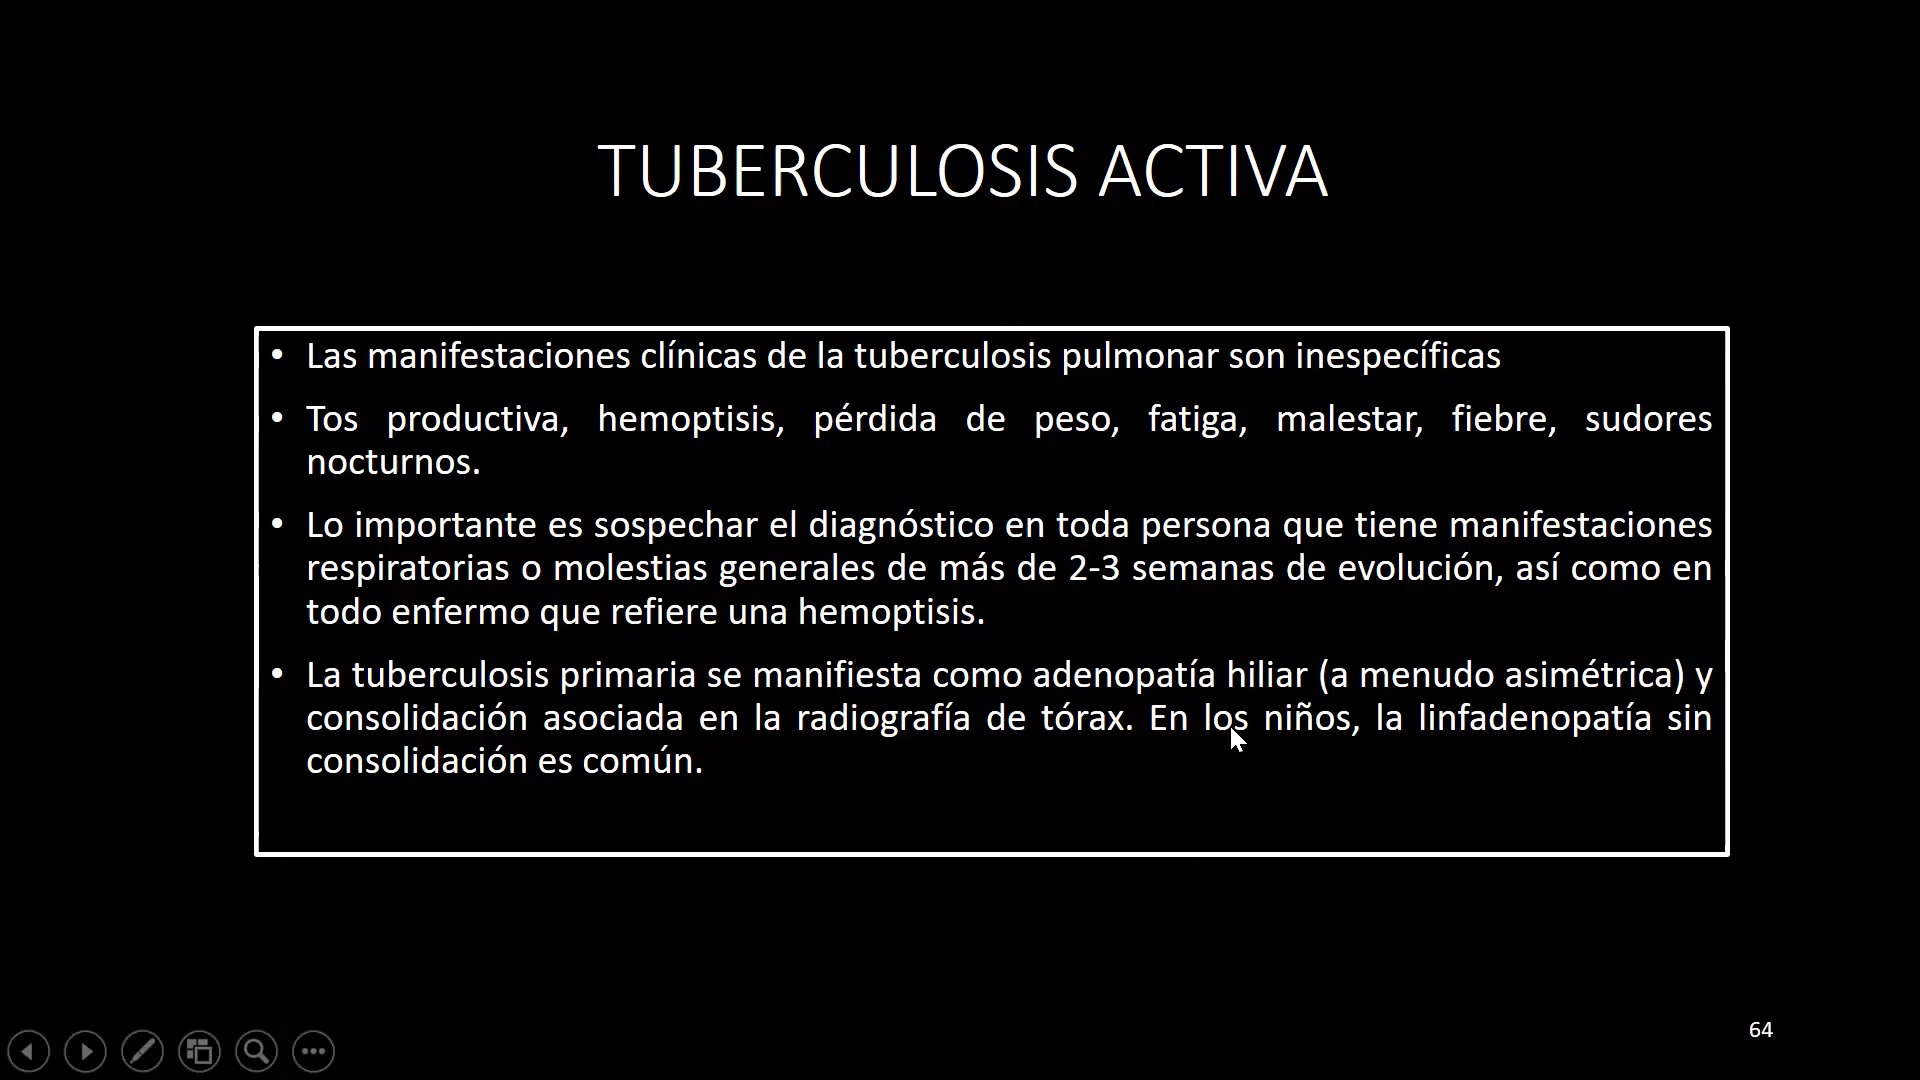 TUBERCULOSIS ACTIVA
• Las manifestaciones clínicas de la tuberculosis pulmonar son inespecíficas
• Tos productiva, hemoptisis, pérdida de peso, fatiga, malestar, fiebre, sudores
nocturnos.
• Lo importante es sospechar el diagnóstico en toda persona que tiene manifestaciones
respiratorias o molestias generales de más de 2-3 semanas de evolución, así como en
todo enfermo que refiere una hemoptisis.
• La tuberculosis primaria se manifiesta como adenopatía hiliar (a menudo asimétrica) y
consolidación asociada en la radiografía de tórax. En los niños, la linfadenopatía sin
consolidación es común.
64